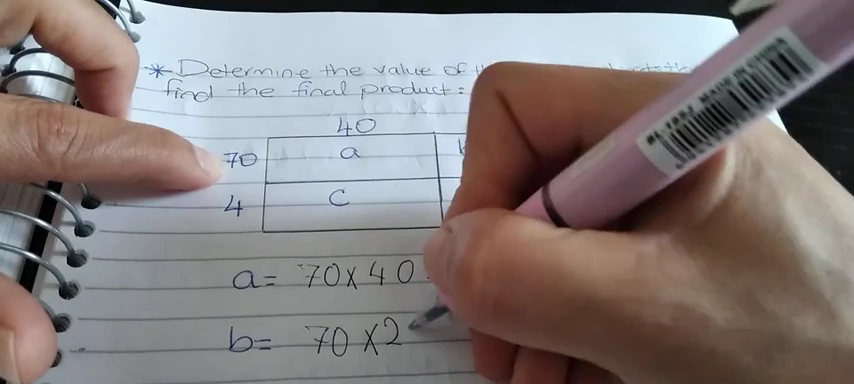 * Determine the value of
find the final product:
40
70 a b
4 c
a= 70x40
b= 70x2